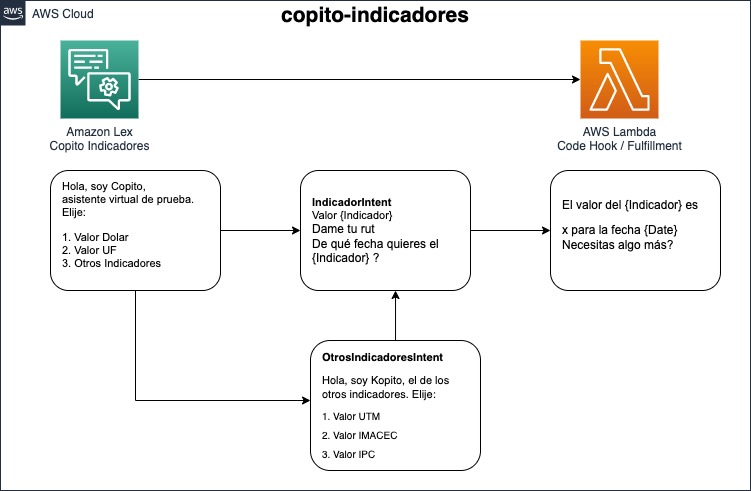 aws
AWS Cloud
copito-indicadores
Amazon Lex
Copito Indicadores
AWS Lambda
Code Hook / Fulfillment
Hola, soy Copito,
asistente virtual de prueba.
Elije:
1. Valor Dolar
2. Valor UF
3. Otros Indicadores
IndicadorIntent
Valor {Indicador}
Dame tu rut
De qué fecha quieres el
{Indicador} ?
El valor del {Indicador} es
x para la fecha {Date}
Necesitas algo más?
OtrosIndicadoresIntent
Hola, soy Kopito, el de los
otros indicadores. Elije:
1. Valor UTM
2. Valor IMACEC
3. Valor IPC